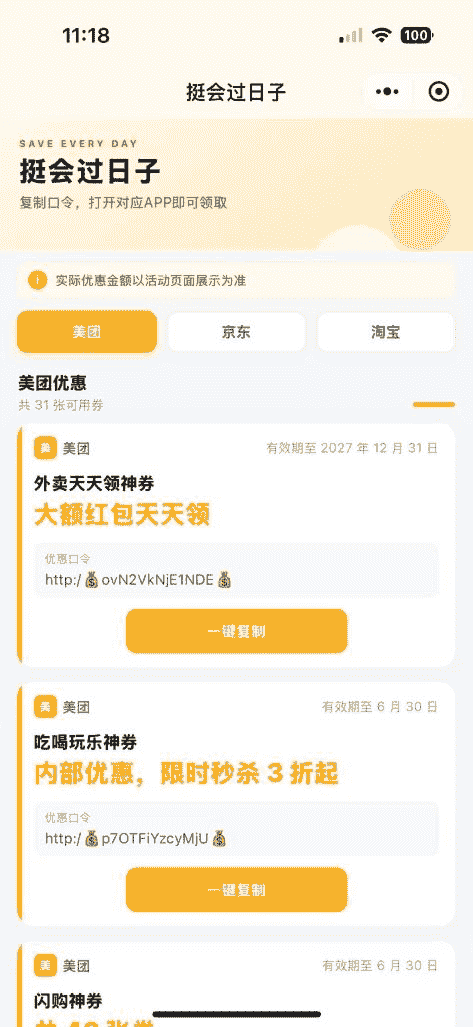 11:18
100
挺会过日子
SAVE EVERY DAY
挺会过日子
复制口令，打开对应APP即可领取
实际优惠金额以活动页面展示为准
美团
京东
淘宝
美团优惠
共 31 张可用券
美 美团
有效期至 2027 年 12 月 31 日
外卖天天领神券
大额红包天天领
优惠口令
http:/💰ovN2VkNjE1NDE💰
一键复制
美 美团
有效期至 6 月 30 日
吃喝玩乐神券
内部优惠，限时秒杀 3 折起
优惠口令
http:/💰p7OTFiYzcyMjU💰
一键复制
美 美团
有效期至 6 月 30 日
闪购神券